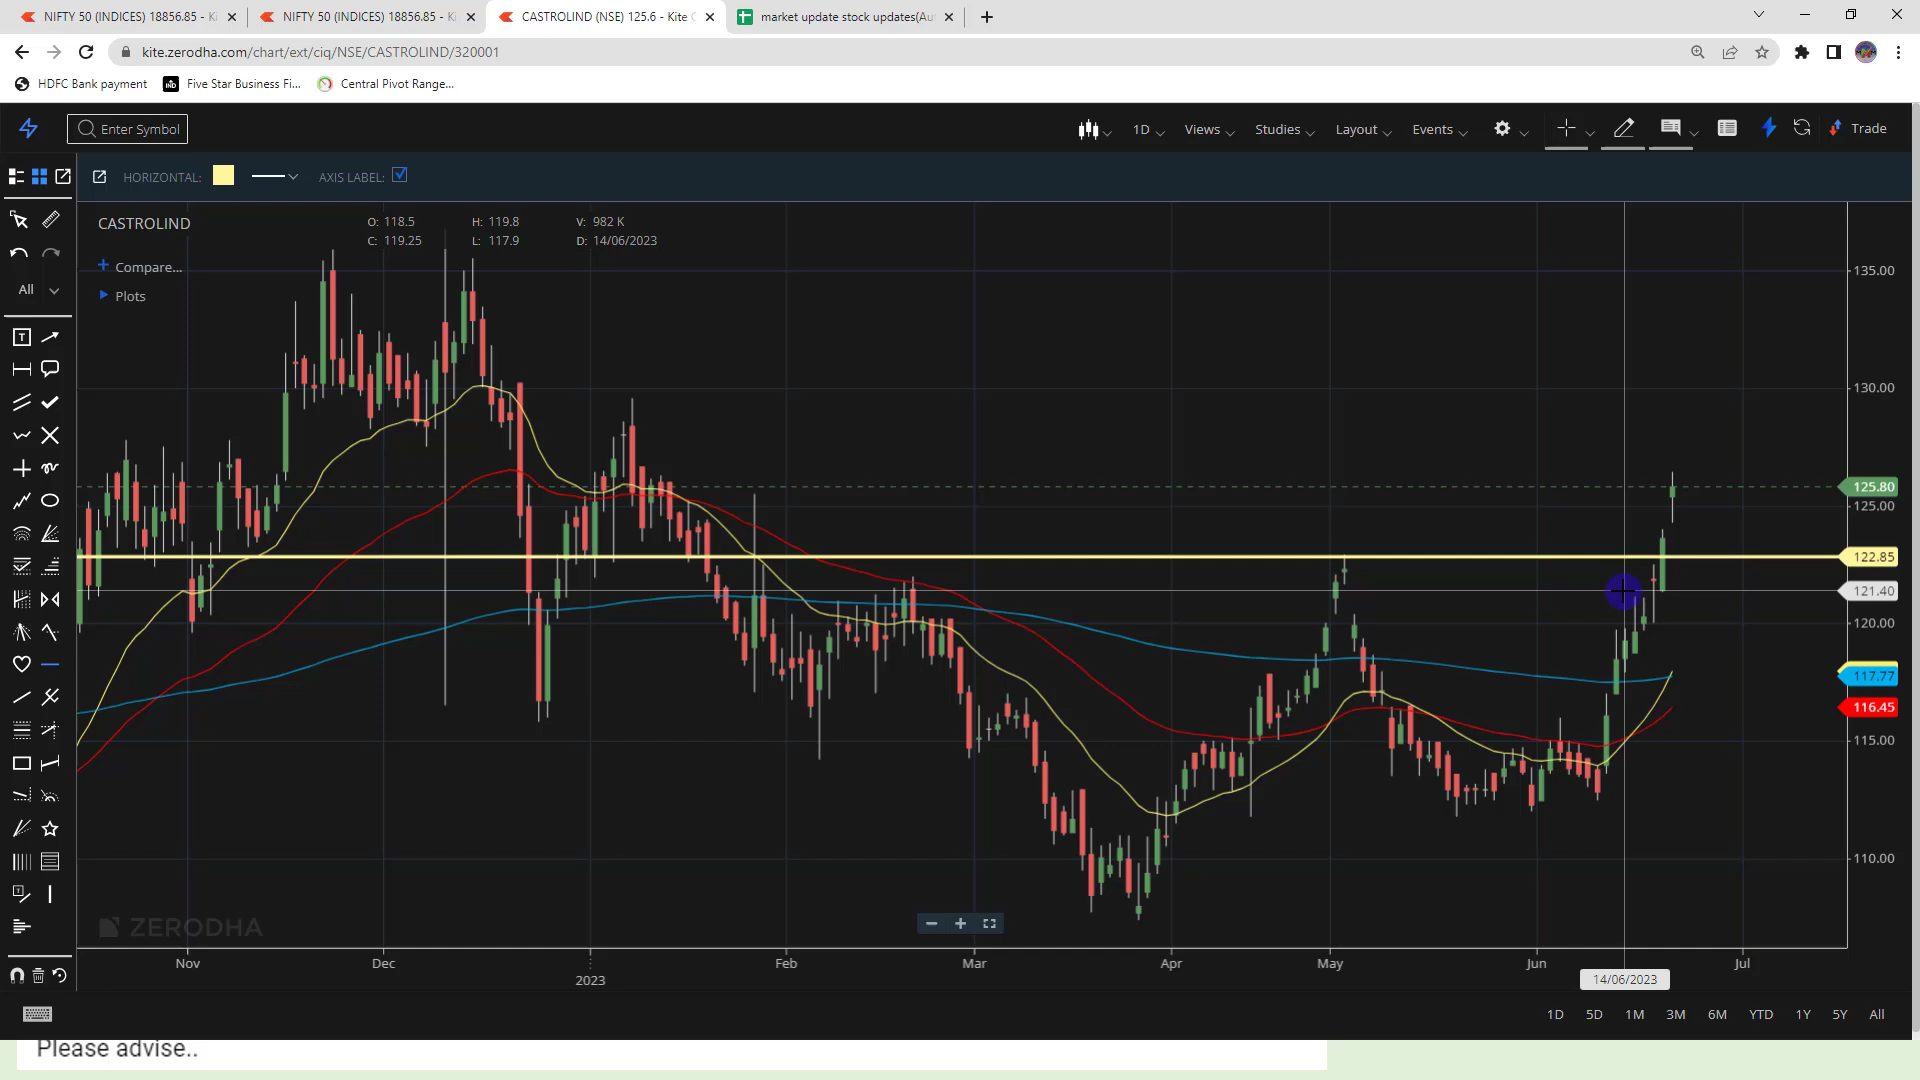 NIFTY 50 (INDICES) 18856.85 - Ki
NIFTY 50 (INDICES) 18856.85 - Ki
CASTROLIND (NSE) 125.6 - Kite C
market update stock updates(Au
kite.zerodha.com/chart/ext/ciq/NSE/CASTROLIND/320001
HDFC Bank payment
Five Star Business Fi...
Central Pivot Range...
Enter Symbol
1D
Views
Studies
Layout
Events
Trade
HORIZONTAL:
AXIS LABEL:
CASTROLIND
O: 118.5
H: 119.8
V: 982 K
C: 119.25
L: 117.9
D: 14/06/2023
+ Compare...
Plots
All
135.00
130.00
125.80
125.00
122.85
121.40
120.00
117.77
116.45
115.00
110.00
ZERODHA
Nov
Dec
2023
Feb
Mar
Apr
May
Jun
14/06/2023
Jul
1D
5D
1M
3M
6M
YTD
1Y
5Y
All
Please advise..